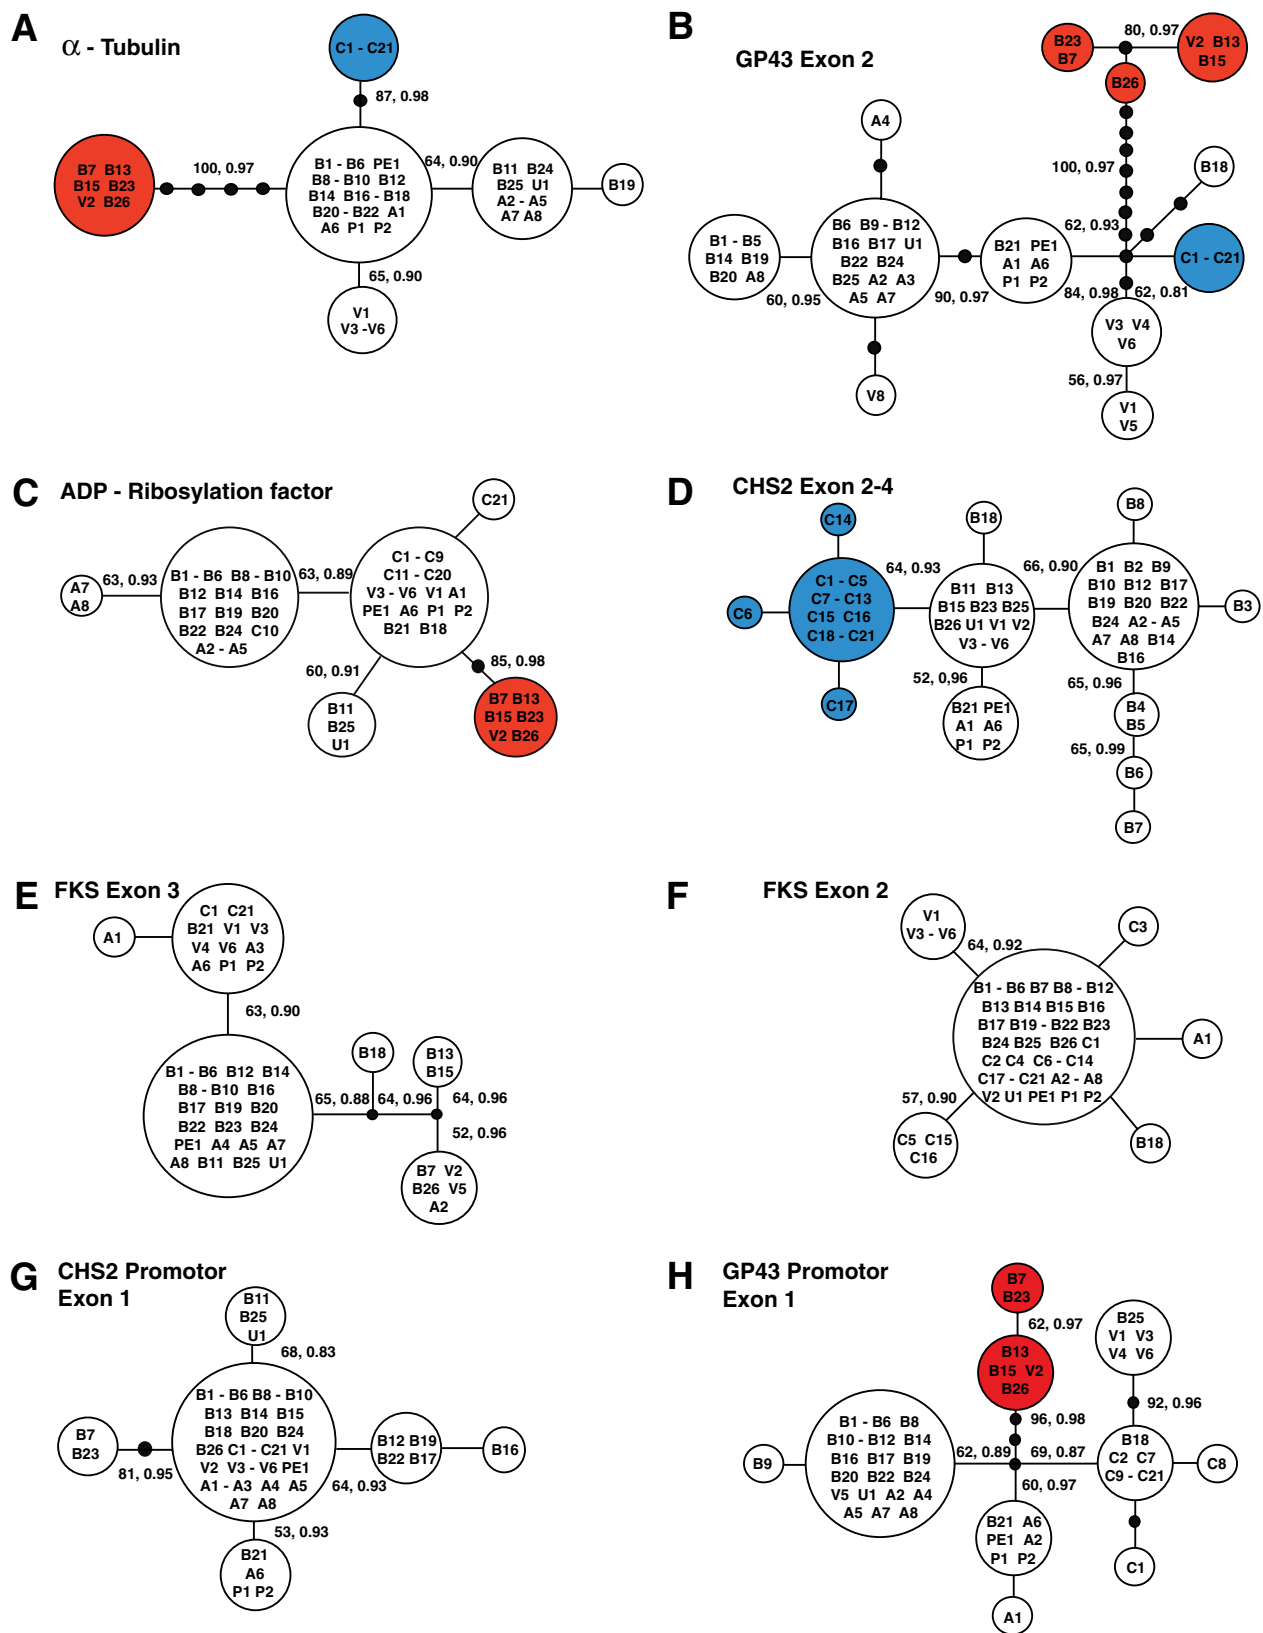 A
α - Tubulin
C1 - C21
87, 0.98
B7 B13
B15 B23
V2 B26
100, 0.97
B1 - B6 PE1
B8 - B10 B12
B14 B16 - B18
B20 - B22 A1
A6 P1 P2
64, 0.90
B11 B24
B25 U1
A2 - A5
A7 A8
B19
65, 0.90
V1
V3 -V6
B
GP43 Exon 2
B23
B7
80, 0.97
V2 B13
B15
B26
A4
100, 0.97
B18
62, 0.93
B1 - B5
B14 B19
B20 A8
60, 0.95
B6 B9 - B12
B16 B17 U1
B22 B24
B25 A2 A3
A5 A7
90, 0.97
B21 PE1
A1 A6
P1 P2
C1 - C21
84, 0.98
62, 0.81
V3 V4
V6
V8
56, 0.97
V1
V5
C
ADP - Ribosylation factor
C21
A7
A8
63, 0.93
B1 - B6 B8 - B10
B12 B14 B16
B17 B19 B20
B22 B24 C10
A2 - A5
63, 0.89
C1 - C9
C11 - C20
V3 - V6 V1 A1
PE1 A6 P1 P2
B21 B18
60, 0.91
85, 0.98
B11
B25
U1
B7 B13
B15 B23
V2 B26
D
CHS2 Exon 2-4
C14
B18
B8
C6
C1 - C5
C7 - C13
C15 C16
C18 - C21
64, 0.93
B11 B13
B15 B23 B25
B26 U1 V1 V2
V3 - V6
66, 0.90
B1 B2 B9
B10 B12 B17
B19 B20 B22
B24 A2 - A5
A7 A8 B14
B16
B3
C17
52, 0.96
B21 PE1
A1 A6
P1 P2
65, 0.96
B4
B5
65, 0.99
B6
B7
E
FKS Exon 3
A1
C1 C21
B21 V1 V3
V4 V6 A3
A6 P1 P2
63, 0.90
B1 - B6 B12 B14
B8 - B10 B16
B17 B19 B20
B22 B23 B24
PE1 A4 A5 A7
A8 B11 B25 U1
B18
B13
B15
65, 0.88
64, 0.96
64, 0.96
52, 0.96
B7 V2
B26 V5
A2
F
FKS Exon 2
V1
V3 - V6
64, 0.92
C3
B1 - B6 B7 B8 - B12
B13 B14 B15 B16
B17 B19 - B22 B23
B24 B25 B26 C1
C2 C4 C6 - C14
C17 - C21 A2 - A8
V2 U1 PE1 P1 P2
A1
57, 0.90
C5 C15
C16
B18
G
CHS2 Promotor
Exon 1
B11
B25
U1
68, 0.83
B7
B23
81, 0.95
B1 - B6 B8 - B10
B13 B14 B15
B18 B20 B24
B26 C1 - C21 V1
V2 V3 - V6 PE1
A1 - A3 A4 A5
A7 A8
B12 B19
B22 B17
64, 0.93
B16
53, 0.93
B21
A6
P1 P2
H
GP43 Promotor
Exon 1
B7
B23
62, 0.97
B13
B15 V2
B26
B25
V1 V3
V4 V6
96, 0.98
92, 0.96
B9
B1 - B6 B8
B10 - B12 B14
B16 B17 B19
B20 B22 B24
V5 U1 A2 A4
A5 A7 A8
62, 0.89
69, 0.87
B18
C2 C7
C9 - C21
C8
60, 0.97
B21 A6
PE1 A2
P1 P2
C1
A1